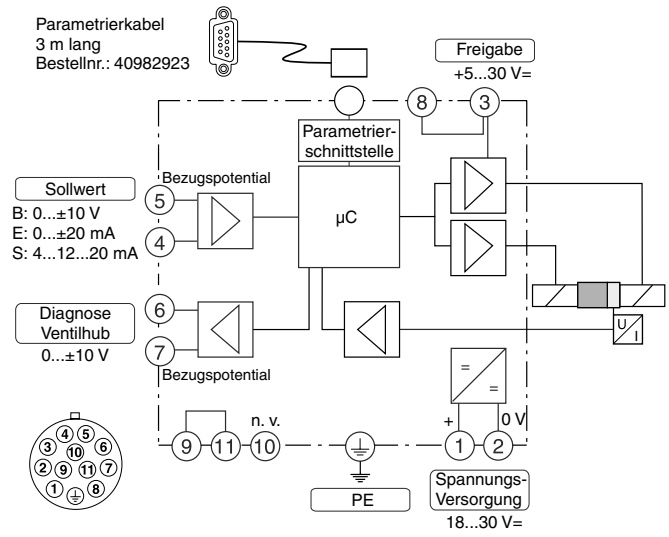 Parametrierkabel
3 m lang
Bestellnr.: 40982923
Freigabe
+5...30 V=
8
3
Parametrier-
schnittstelle
Bezugspotential
Sollwert
B: 0...±10 V
E: 0...±20 mA
S: 4...12...20 mA
5
4
µC
Diagnose
Ventilhub
0...±10 V
6
7
Bezugspotential
U
I
=
=
+
0 V
n. v.
9
11
10
1
2
PE
Spannungs-
Versorgung
18...30 V=
4
5
3
10
6
2
9
11
7
1
8